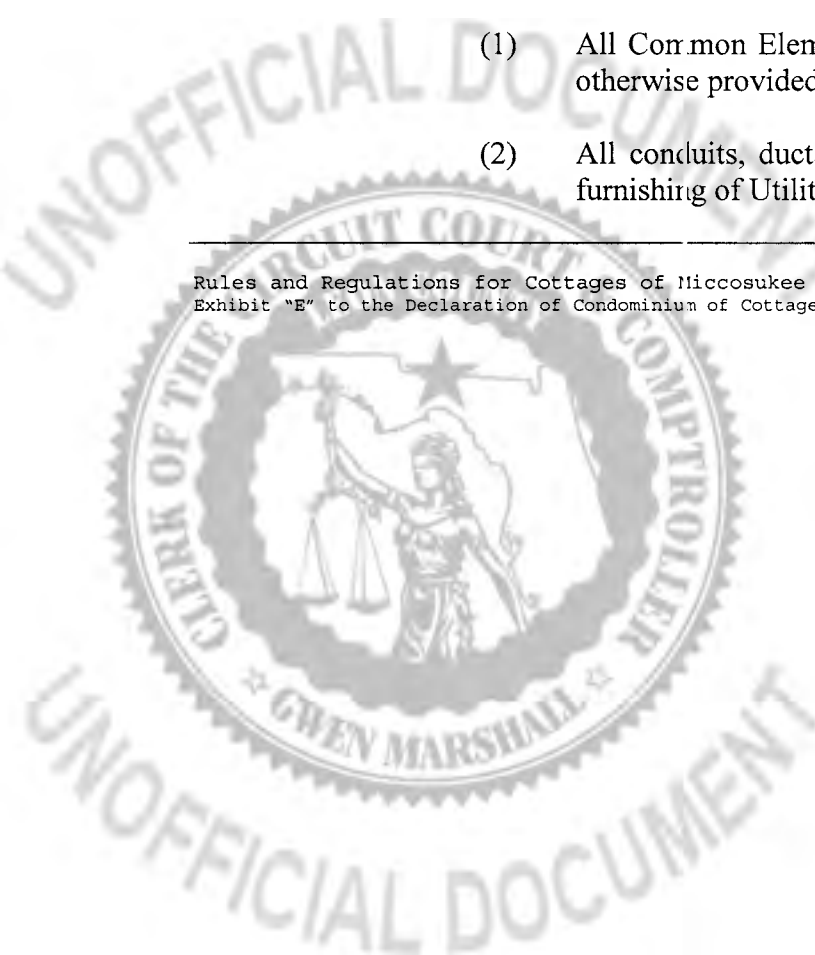 UNOFFICIAL DOCUMENT
(1) All Common Elem
otherwise provided
(2) All conduits, duct
furnishing of Utilit
Rules and Regulations for Cottages of Miccosukee
Exhibit "E" to the Declaration of Condominium of Cottage
CLERK OF THE CIRCUIT COURT & COMPTROLLER
GWEN MARSHALL
UNOFFICIAL DOCUMENT